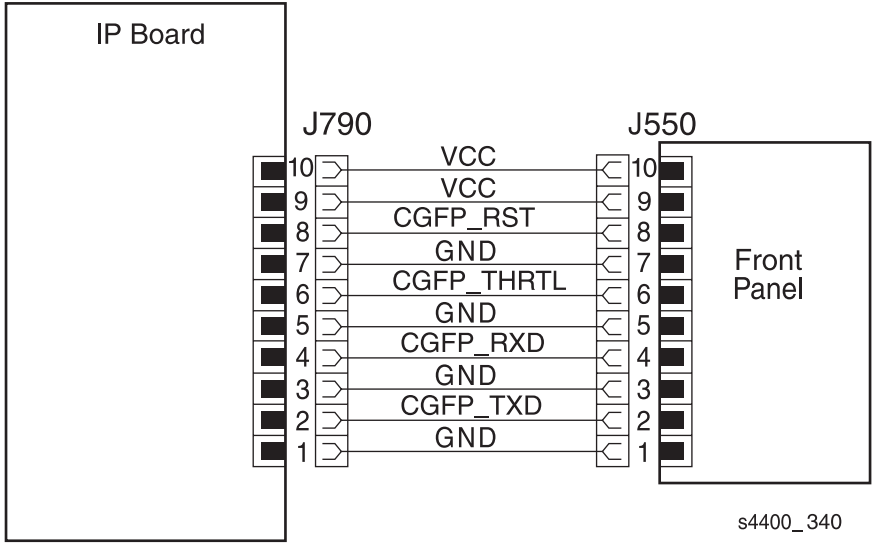 IP Board
J790 J550
10 VCC 10
9 VCC 9
8 CGFP_RST 8
7 GND 7
6 CGFP_THRTL 6
5 GND 5
4 CGFP_RXD 4
3 GND 3
2 CGFP_TXD 2
1 GND 1
Front
Panel
s4400_340